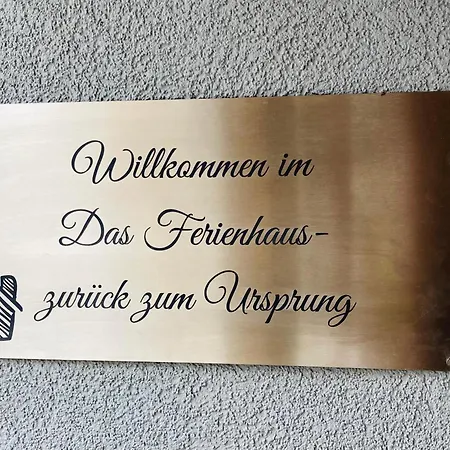 Willkommen im
Das Ferienhaus-
zurück zum Ursprung